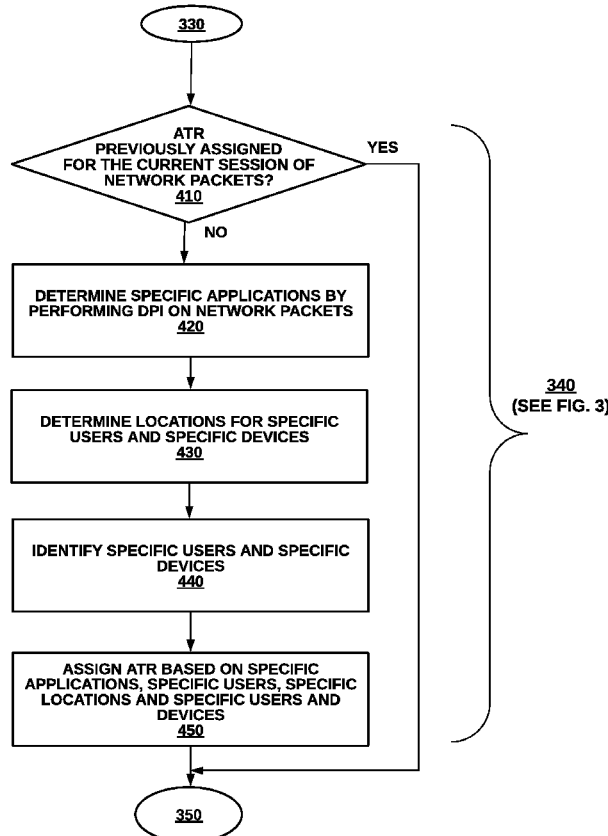 330
ATR
PREVIOUSLY ASSIGNED
FOR THE CURRENT SESSION OF
NETWORK PACKETS?
410
YES
NO
DETERMINE SPECIFIC APPLICATIONS BY
PERFORMING DPI ON NETWORK PACKETS
420
DETERMINE LOCATIONS FOR SPECIFIC
USERS AND SPECIFIC DEVICES
430
IDENTIFY SPECIFIC USERS AND SPECIFIC
DEVICES
440
ASSIGN ATR BASED ON SPECIFIC
APPLICATIONS, SPECIFIC USERS, SPECIFIC
LOCATIONS AND SPECIFIC USERS AND
DEVICES
450
350
340
(SEE FIG. 3)